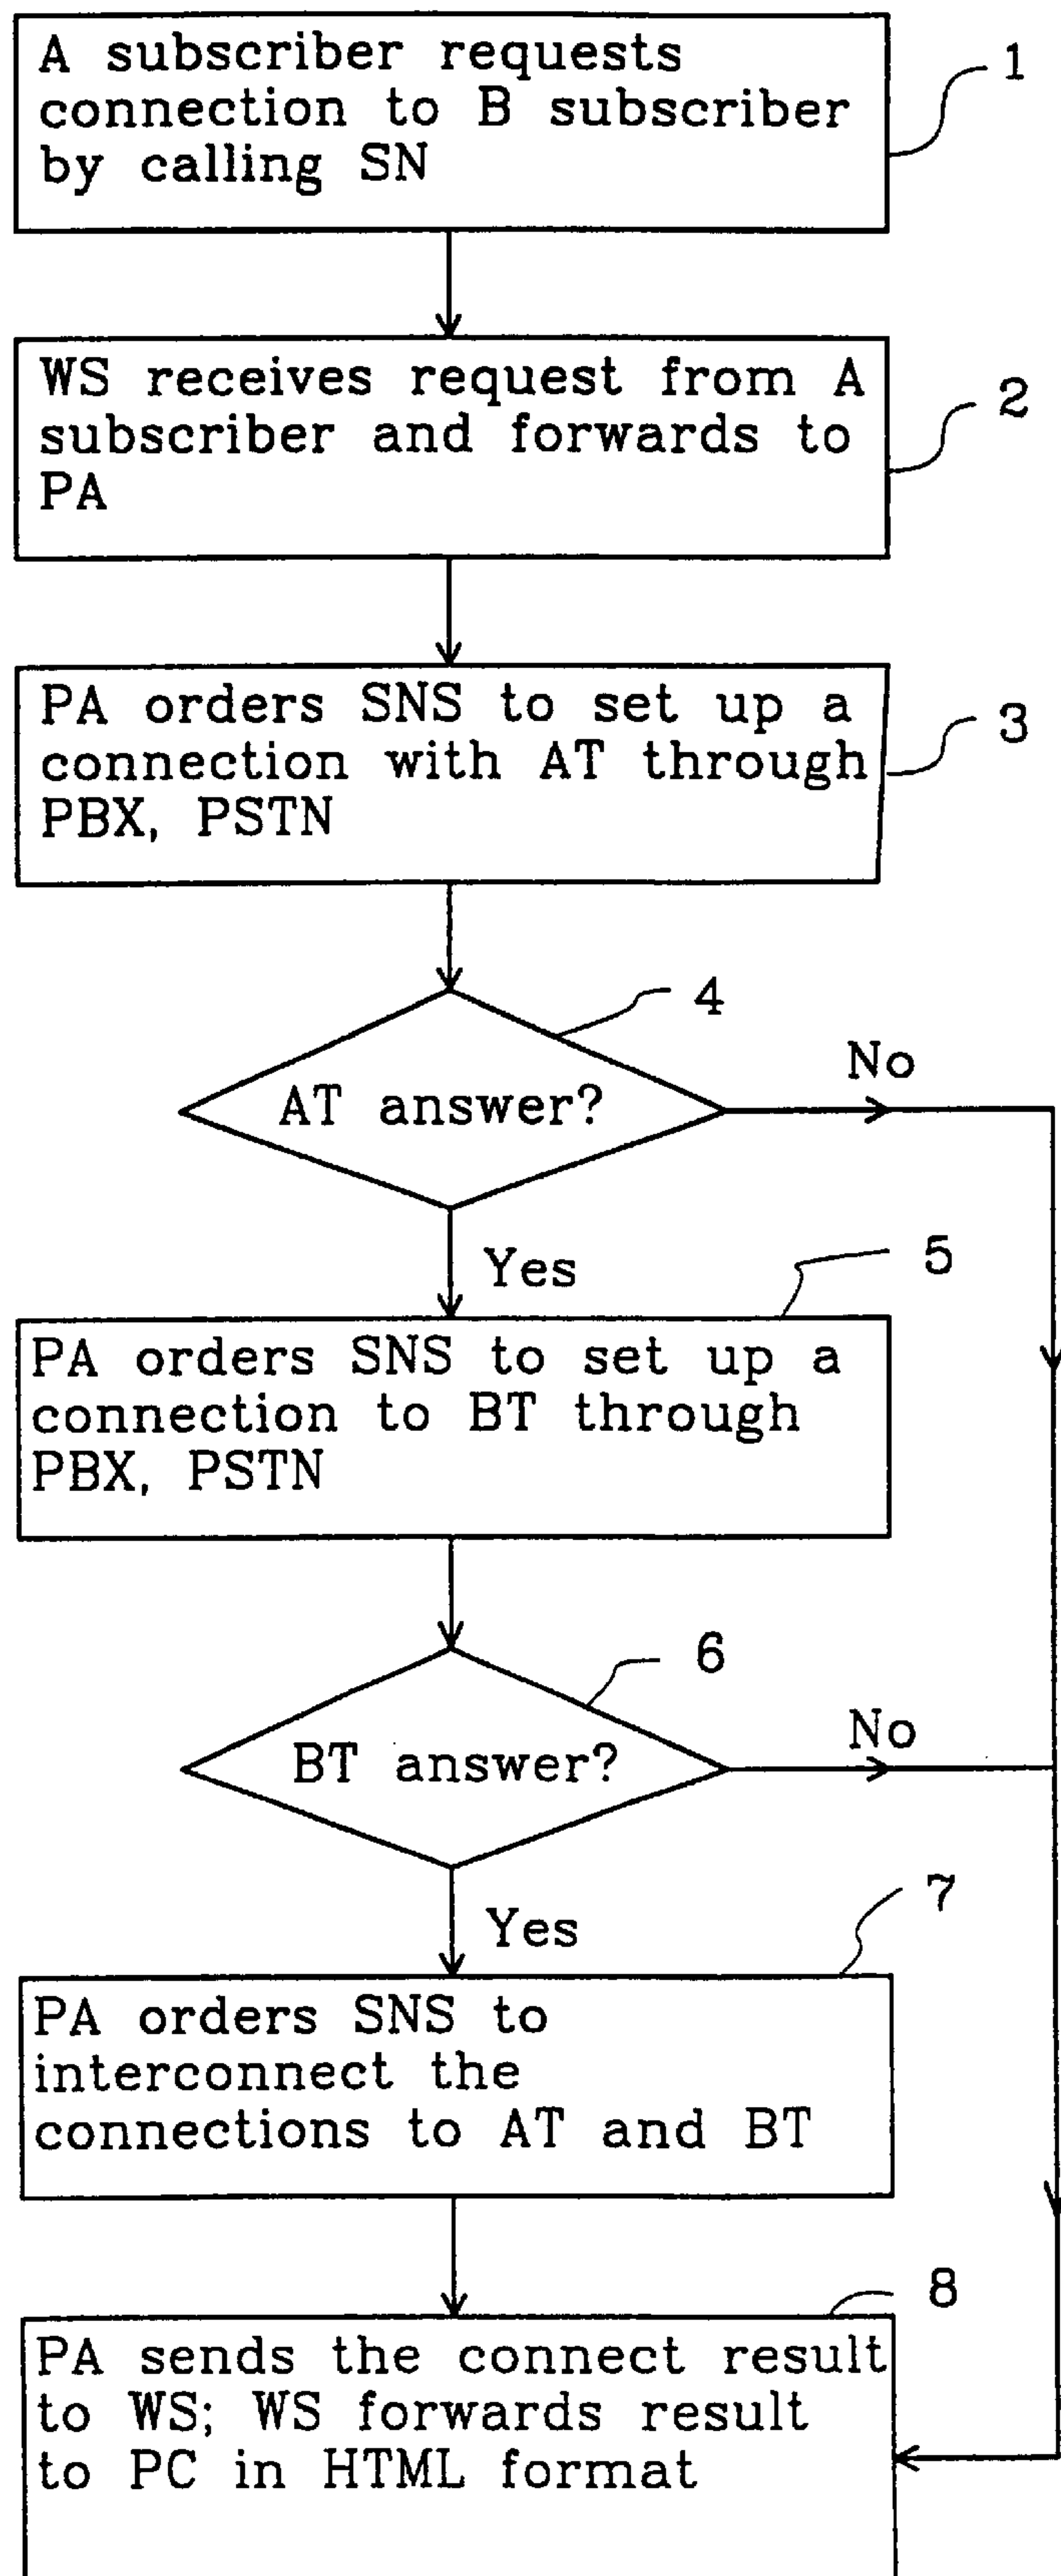 A subscriber requests
connection to B subscriber
by calling SN
1
WS receives request from A
subscriber and forwards to
PA
2
PA orders SNS to set up a
connection with AT through
PBX, PSTN
3
4
AT answer?
No
Yes
5
PA orders SNS to set up a
connection to BT through
PBX, PSTN
6
BT answer?
No
Yes
7
PA orders SNS to
interconnect the
connections to AT and BT
8
PA sends the connect result
to WS; WS forwards result
to PC in HTML format